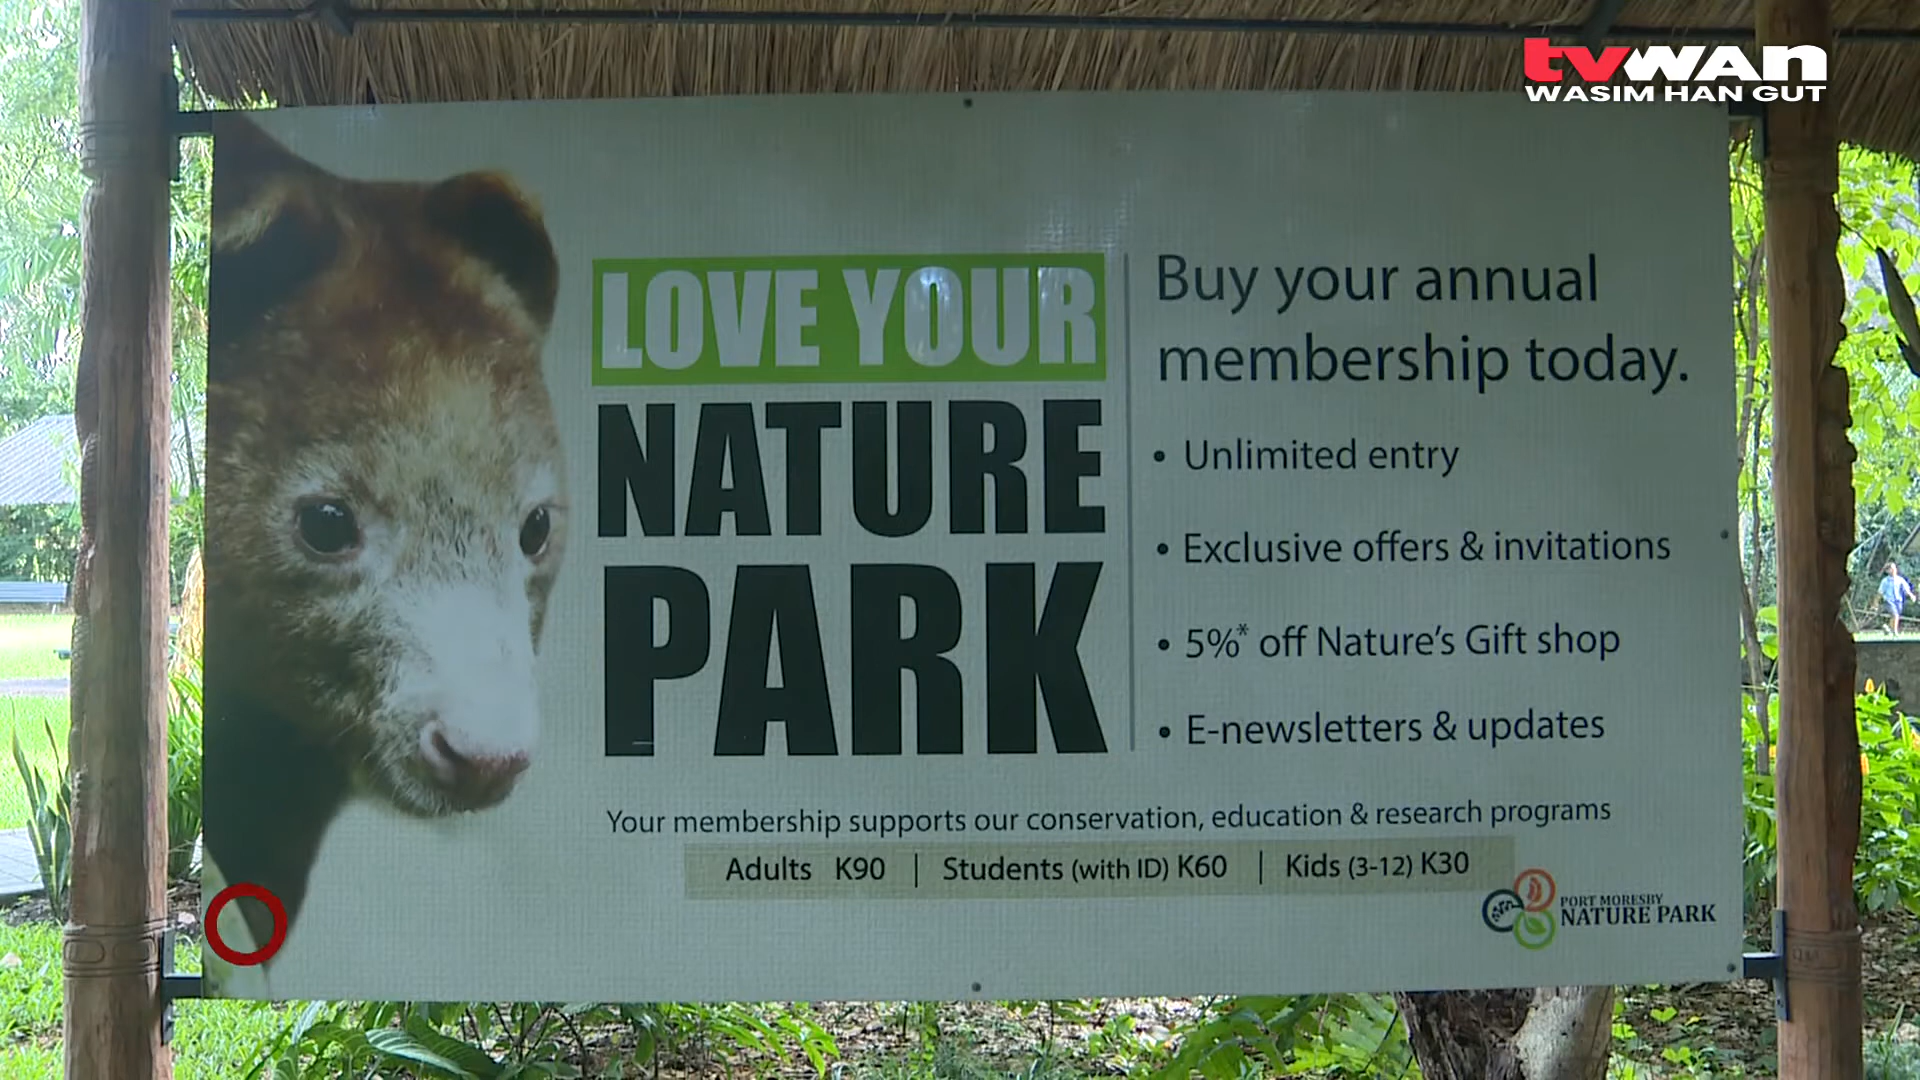 tvwan
WASIM HAN GUT
LOVE YOUR
NATURE
PARK
Buy your annual
membership today.
• Unlimited entry
• Exclusive offers & invitations
• 5%* off Nature's Gift shop
• E-newsletters & updates
Your membership supports our conservation, education & research programs
Adults K90 | Students (with ID) K60 | Kids (3-12) K30
PORT MORESBY
NATURE PARK